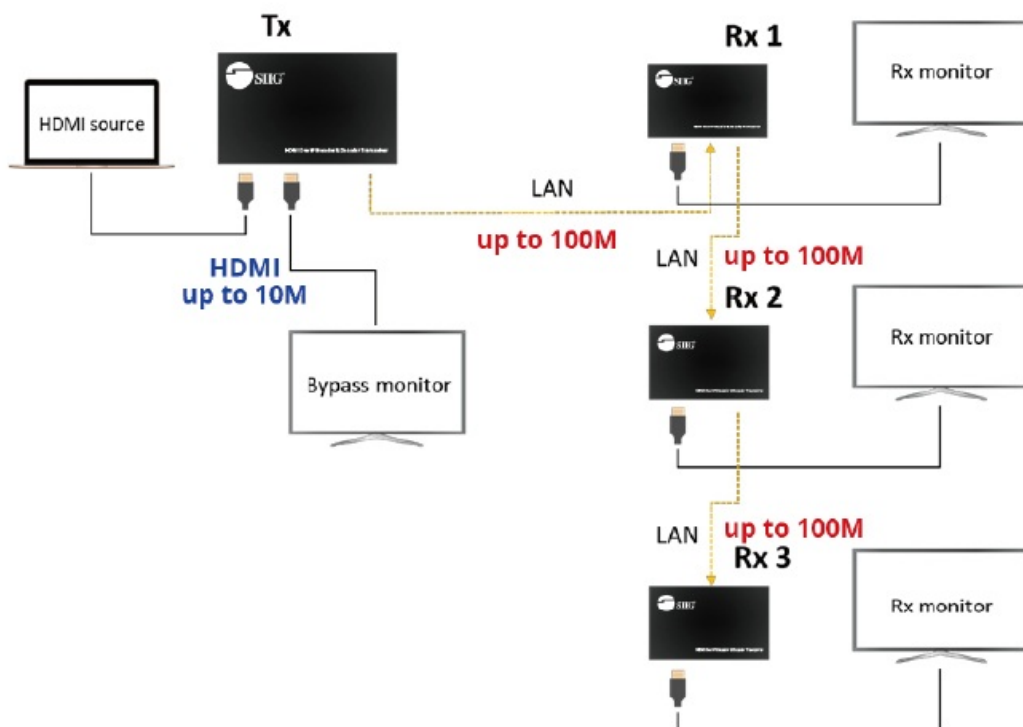 Tx
Rx 1
SIIG
HDMI source
SIIG
Rx monitor
LAN
up to 100M
HDMI
up to 10M
LAN
up to 100M
Rx 2
Bypass monitor
SIIG
Rx monitor
LAN
up to 100M
Rx 3
SIIG
Rx monitor